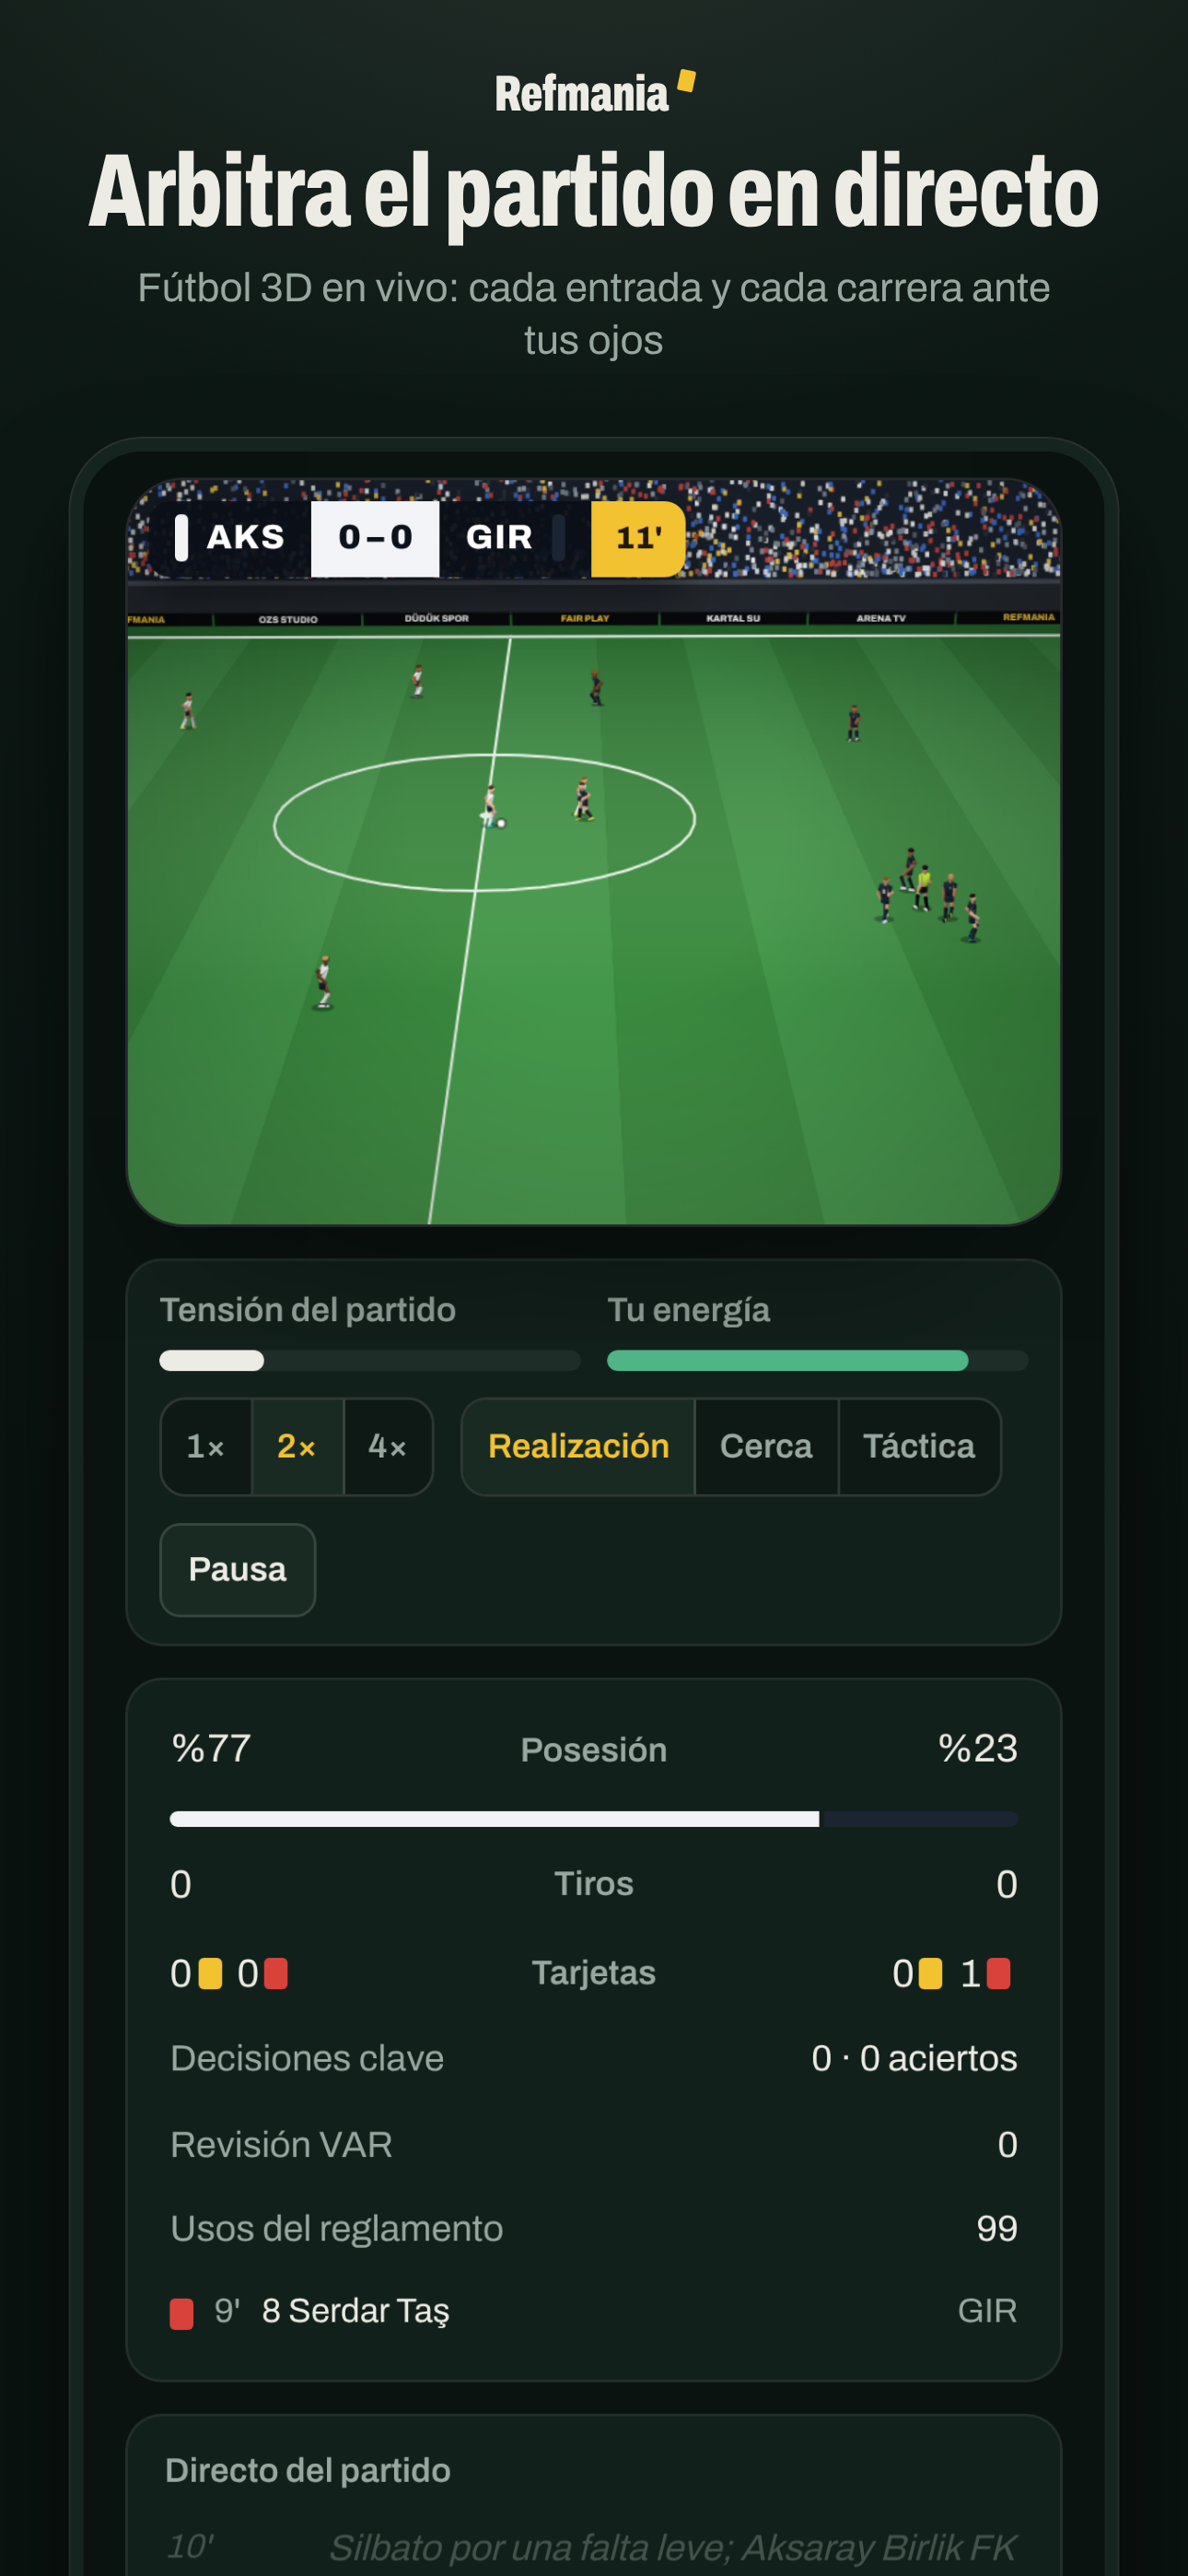 Refmania
Arbitra el partido en directo
Fútbol 3D en vivo: cada entrada y cada carrera ante
tus ojos
AKS 0-0 GIR 11'
FMANIA OZS STUDIO DÜDÜK SPOR FAIR PLAY KARTAL SU ARENA TV REFMANIA
Tensión del partido Tu energía
1× 2× 4× Realización Cerca Táctica
Pausa
%77 Posesión %23
0 Tiros 0
0 0 Tarjetas 0 1
Decisiones clave 0 · 0 aciertos
Revisión VAR 0
Usos del reglamento 99
9' 8 Serdar Taş GIR
Directo del partido
10' Silbato por una falta leve; Aksaray Birlik FK